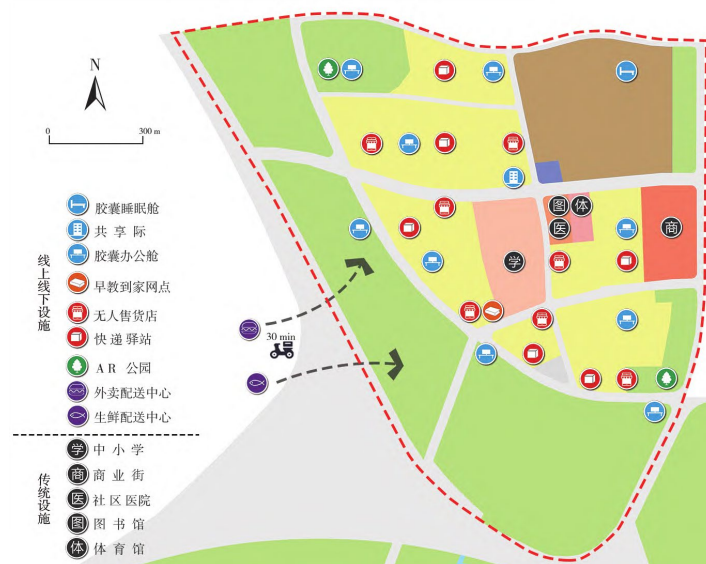 N
0 300 m
线上线下设施
胶囊睡眠舱
共享际
胶囊办公舱
早教到家网点
无人售货店
快递驿站
AR 公园
外卖配送中心
生鲜配送中心
传统设施
学 中小学
商 商业街
医 社区医院
图 图书馆
体 体育馆
图 体
医
商
学
30 min